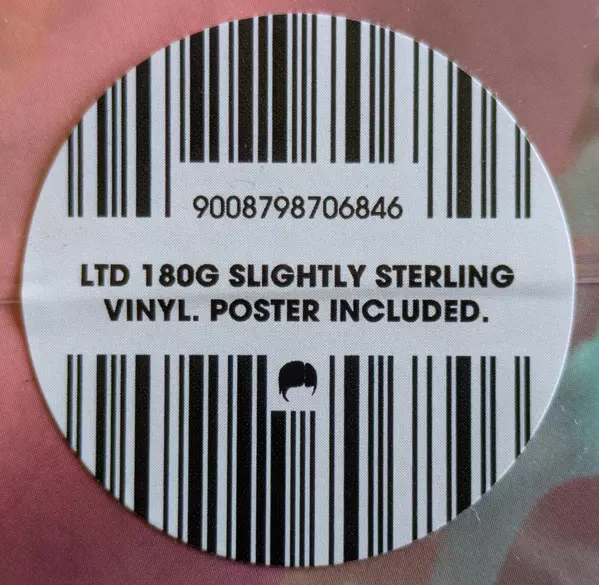 9008798706846
LTD 180G SLIGHTLY STERLING
VINYL. POSTER INCLUDED.